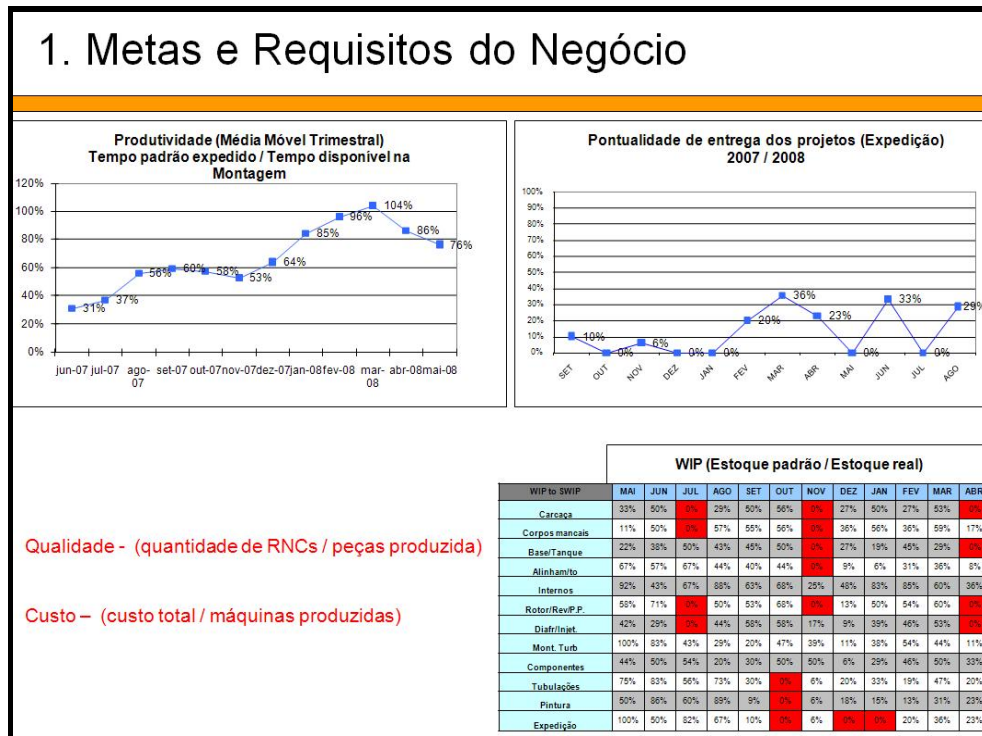 1. Metas e Requisitos do Negócio
Produtividade (Média Móvel Trimestral)
Tempo padrão expedido / Tempo disponível na
Montagem
120%
100%
80%
60%
40%
20%
0%
31%
37%
56%
60%
58%
53%
64%
85%
96%
104%
86%
76%
jun-07 jul-07 ago-07 set-07 out-07 nov-07 dez-07 jan-08 fev-08 mar-08 abr-08 mai-08
Pontualidade de entrega dos projetos (Expedição)
2007 / 2008
100%
90%
80%
70%
60%
50%
40%
30%
20%
10%
0%
10%
0%
6%
0%
0%
20%
36%
23%
0%
33%
0%
29%
SET OUT NOV DEZ JAN FEV MAR ABR MAI JUN JUL AGO
Qualidade - (quantidade de RNCs / peças produzida)
Custo – (custo total / máquinas produzidas)
WIP (Estoque padrão / Estoque real)
WIP to SWIP MAI JUN JUL AGO SET OUT NOV DEZ JAN FEV MAR ABR
Carcaça 33% 50% 0% 29% 50% 56% 0% 27% 50% 27% 53% 0%
Corpos mancais 11% 50% 0% 57% 55% 56% 0% 36% 56% 36% 59% 17%
Base/Tanque 22% 38% 50% 43% 45% 50% 0% 27% 19% 45% 29% 0%
Alinham/to 67% 57% 67% 44% 40% 44% 0% 9% 6% 31% 36% 8%
Internos 92% 43% 67% 88% 63% 68% 25% 48% 83% 85% 60% 36%
Rotor/Rev/P.P. 58% 71% 0% 50% 53% 68% 0% 13% 50% 54% 60% 0%
Diafr/Injet. 42% 29% 0% 44% 58% 58% 17% 9% 39% 46% 53% 0%
Mont. Turb 100% 83% 43% 29% 20% 47% 39% 11% 38% 54% 44% 11%
Componentes 44% 50% 54% 20% 30% 50% 50% 6% 29% 46% 50% 33%
Tubulações 75% 83% 56% 73% 30% 0% 6% 20% 33% 19% 47% 20%
Pintura 50% 86% 60% 89% 9% 0% 6% 18% 15% 13% 31% 23%
Expedição 100% 50% 82% 67% 10% 0% 6% 0% 0% 20% 36% 23%